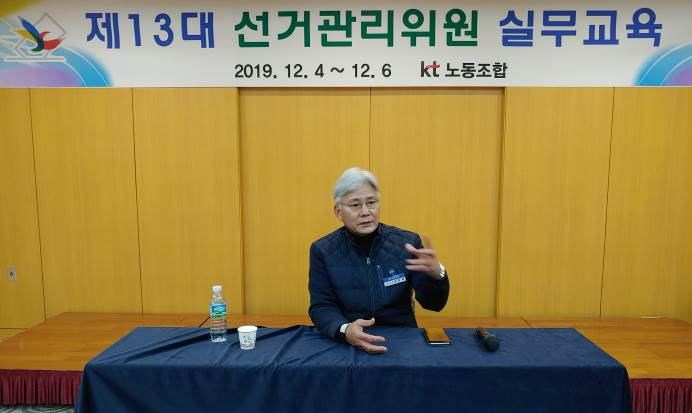 제13대 선거관리위원 실무교육
2019. 12. 4 ~ 12. 6 kt 노동조합